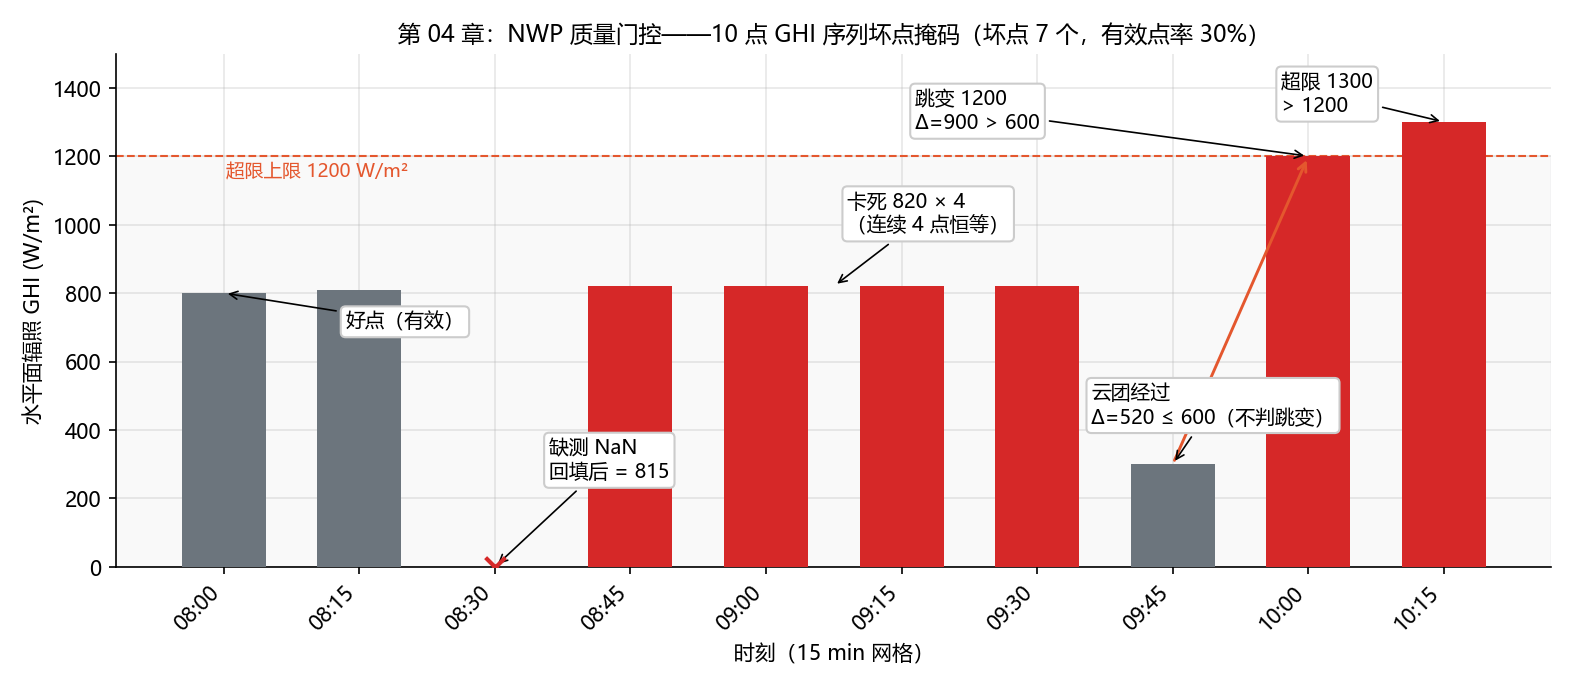 第 04 章：NWP 质量门控——10 点 GHI 序列坏点掩码（坏点 7 个，有效点率 30%）
水平面辐照 GHI (W/m²)
1400
1200
1000
800
600
400
200
0
超限上限 1200 W/m²
跳变 1200
Δ=900 > 600
超限 1300
> 1200
卡死 820 × 4
（连续 4 点恒等）
好点（有效）
缺测 NaN
回填后 = 815
云团经过
Δ=520 ≤ 600（不判跳变）
08:00
08:15
08:30
08:45
09:00
09:15
09:30
09:45
10:00
10:15
时刻（15 min 网格）